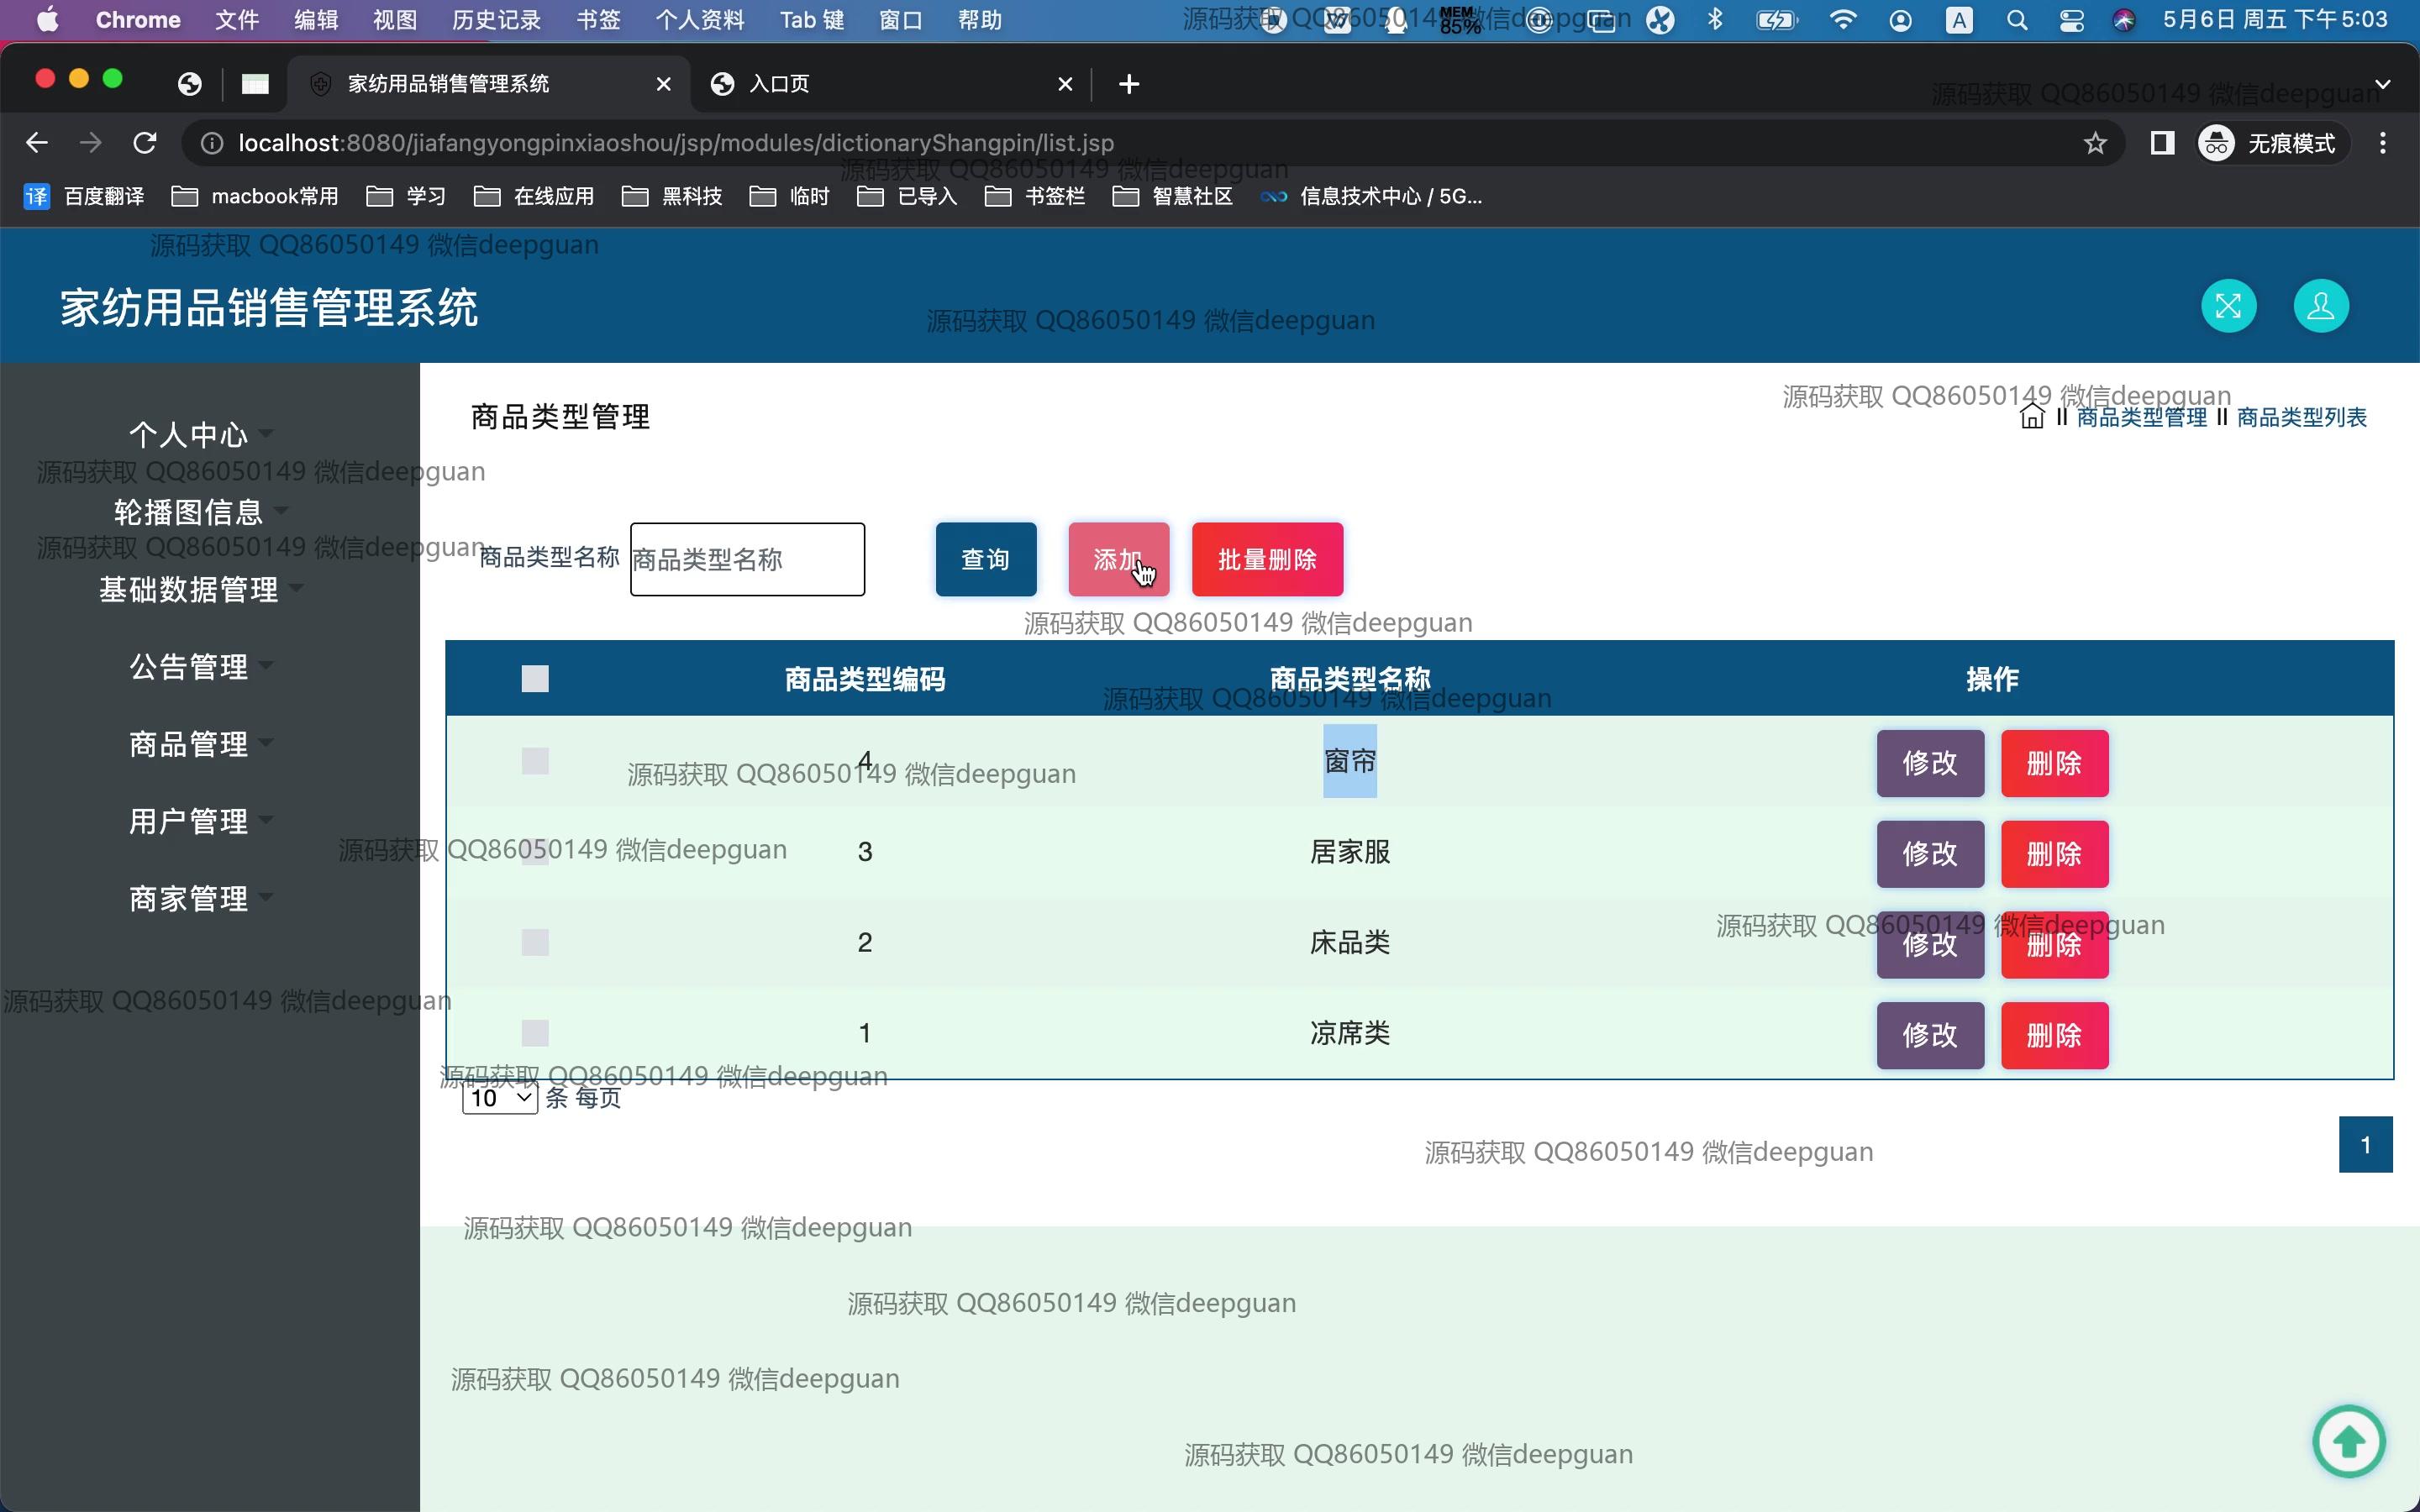 Chrome 文件 编辑 视图 历史记录 书签 个人资料 Tab 键 窗口 帮助 MEM 85% A 5月6日 周五 下午5:03
源码获取 QQ86050149 微信deepguan
家纺用品销售管理系统 入口页
源码获取 QQ86050149 微信deepguan
localhost:8080/jiafangyongpinxiaoshou/jsp/modules/dictionaryShangpin/list.jsp 无痕模式
源码获取 QQ86050149 微信deepguan
译 百度翻译 macbook常用 学习 在线应用 黑科技 临时 已导入 书签栏 智慧社区 信息技术中心 / 5G...
源码获取 QQ86050149 微信deepguan
家纺用品销售管理系统
源码获取 QQ86050149 微信deepguan
源码获取 QQ86050149 微信deepguan
商品类型管理 II 商品类型管理 II 商品类型列表
个人中心
源码获取 QQ86050149 微信deepguan
轮播图信息
源码获取 QQ86050149 微信deepguan
商品类型名称 商品类型名称 查询 添加 批量删除
基础数据管理
源码获取 QQ86050149 微信deepguan
公告管理
商品类型编码 商品类型名称 操作
源码获取 QQ86050149 微信deepguan
商品管理
4 窗帘 修改 删除
源码获取 QQ86050149 微信deepguan
用户管理
源码获取 QQ86050149 微信deepguan
3 居家服 修改 删除
商家管理
源码获取 QQ86050149 微信deepguan
2 床品类 修改 删除
源码获取 QQ86050149 微信deepguan
1 凉席类 修改 删除
源码获取 QQ86050149 微信deepguan
10 条 每页
源码获取 QQ86050149 微信deepguan
1
源码获取 QQ86050149 微信deepguan
源码获取 QQ86050149 微信deepguan
源码获取 QQ86050149 微信deepguan
源码获取 QQ86050149 微信deepguan